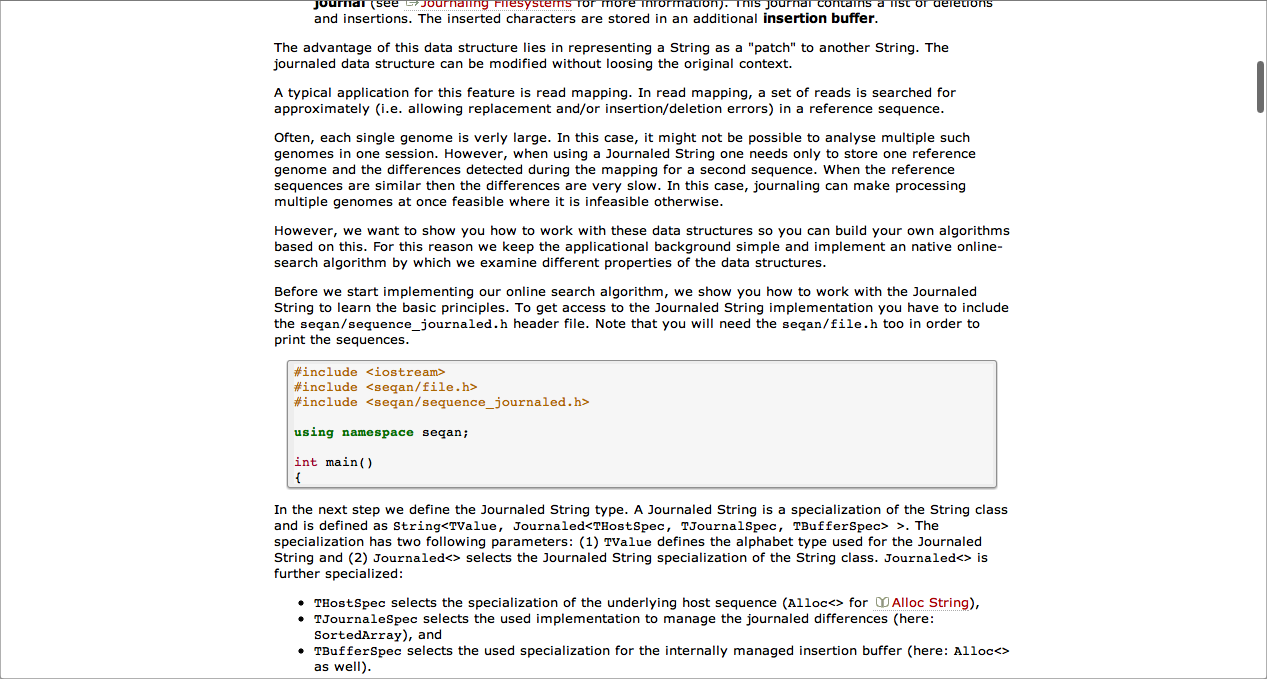 journal (see Journaling Filesystems for more information). This journal contains a list of deletions
and insertions. The inserted characters are stored in an additional insertion buffer.
The advantage of this data structure lies in representing a String as a "patch" to another String. The
journaled data structure can be modified without loosing the original context.
A typical application for this feature is read mapping. In read mapping, a set of reads is searched for
approximately (i.e. allowing replacement and/or insertion/deletion errors) in a reference sequence.
Often, each single genome is verly large. In this case, it might not be possible to analyse multiple such
genomes in one session. However, when using a Journaled String one needs only to store one reference
genome and the differences detected during the mapping for a second sequence. When the reference
sequences are similar then the differences are very slow. In this case, journaling can make processing
multiple genomes at once feasible where it is infeasible otherwise.
However, we want to show you how to work with these data structures so you can build your own algorithms
based on this. For this reason we keep the applicational background simple and implement an native online-
search algorithm by which we examine different properties of the data structures.
Before we start implementing our online search algorithm, we show you how to work with the Journaled
String to learn the basic principles. To get access to the Journaled String implementation you have to include
the seqan/sequence_journaled.h header file. Note that you will need the seqan/file.h too in order to
print the sequences.
#include <iostream>
#include <seqan/file.h>
#include <seqan/sequence_journaled.h>
using namespace seqan;
int main()
{
In the next step we define the Journaled String type. A Journaled String is a specialization of the String class
and is defined as String<TValue, Journaled<THostSpec, TJournalSpec, TBufferSpec> >. The
specialization has two following parameters: (1) TValue defines the alphabet type used for the Journaled
String and (2) Journaled<> selects the Journaled String specialization of the String class. Journaled<> is
further specialized:
• THostSpec selects the specialization of the underlying host sequence (Alloc<> for Alloc String),
• TJournaleSpec selects the used implementation to manage the journaled differences (here:
SortedArray), and
• TBufferSpec selects the used specialization for the internally managed insertion buffer (here: Alloc<>
as well).